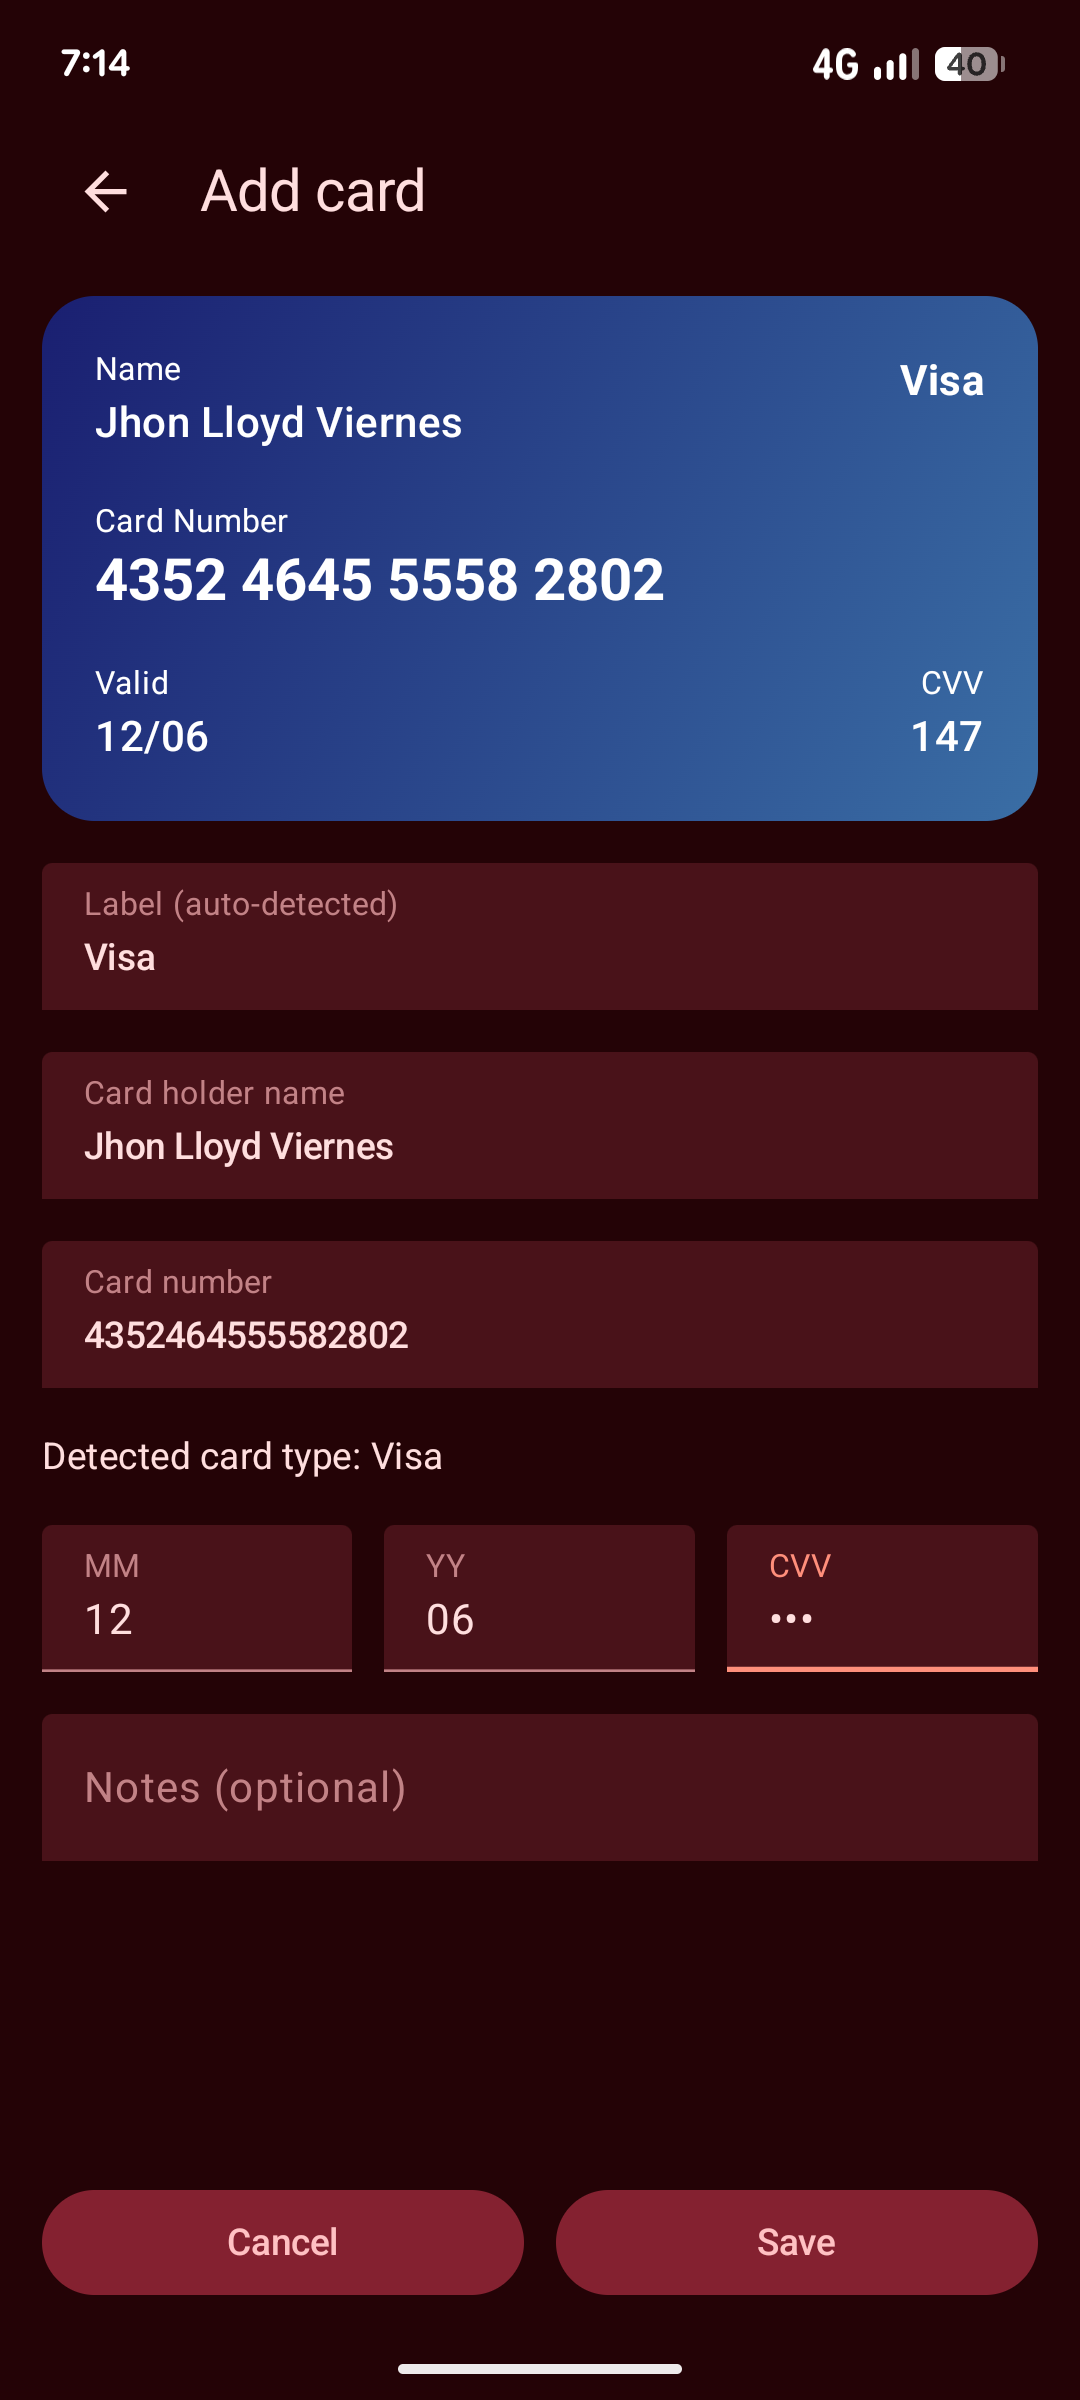 7:14
4G
40
Add card
Name
Visa
Jhon Lloyd Viernes
Card Number
4352 4645 5558 2802
Valid
CVV
12/06
147
Label (auto-detected)
Visa
Card holder name
Jhon Lloyd Viernes
Card number
4352464555582802
Detected card type: Visa
MM
YY
CVV
12
06
•••
Notes (optional)
Cancel
Save